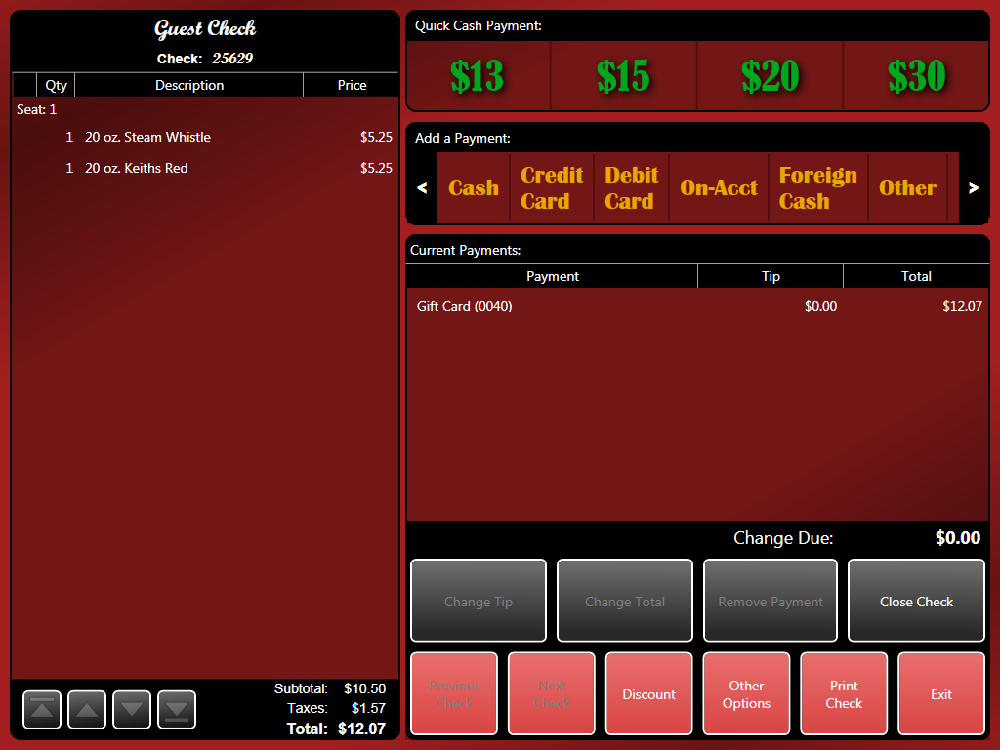 Guest Check
Check: 25629
Qty Description Price
Seat: 1
1 20 oz. Steam Whistle $5.25
1 20 oz. Keiths Red $5.25
Subtotal: $10.50
Taxes: $1.57
Total: $12.07
Quick Cash Payment:
$13 $15 $20 $30
Add a Payment:
< Cash Credit Card Debit Card On-Acct Foreign Cash Other >
Current Payments:
Payment Tip Total
Gift Card (0040) $0.00 $12.07
Change Due: $0.00
Change Tip Change Total Remove Payment Close Check
Previous Check Next Check Discount Other Options Print Check Exit